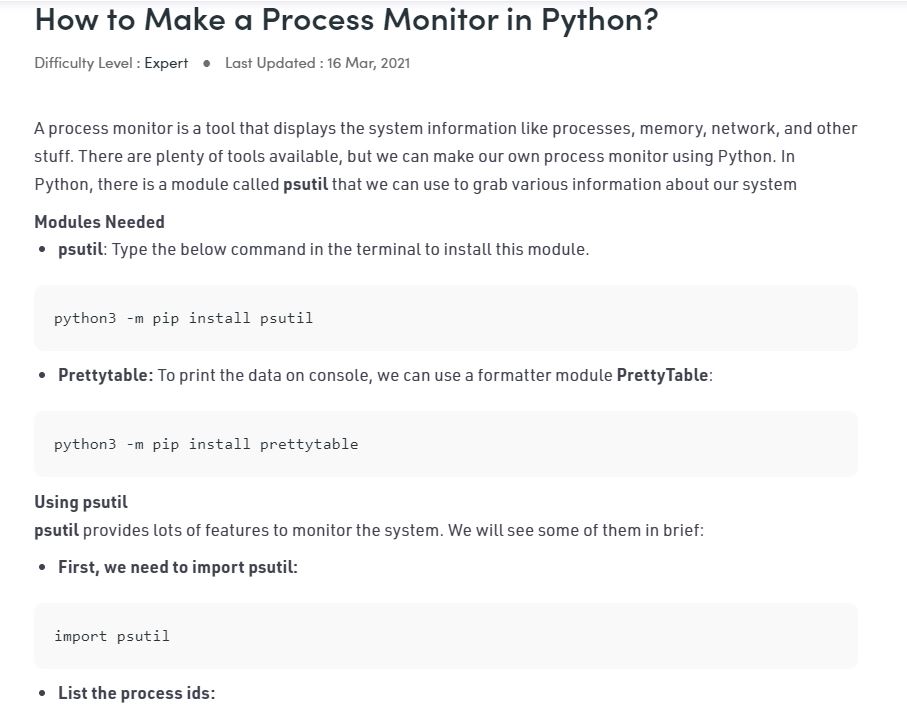 How to Make a Process Monitor in Python?
Difficulty Level : Expert ● Last Updated : 16 Mar, 2021
A process monitor is a tool that displays the system information like processes, memory, network, and other
stuff. There are plenty of tools available, but we can make our own process monitor using Python. In
Python, there is a module called psutil that we can use to grab various information about our system
Modules Needed
• psutil: Type the below command in the terminal to install this module.
python3 -m pip install psutil
• Prettytable: To print the data on console, we can use a formatter module PrettyTable:
python3 -m pip install prettytable
Using psutil
psutil provides lots of features to monitor the system. We will see some of them in brief:
• First, we need to import psutil:
import psutil
• List the process ids: